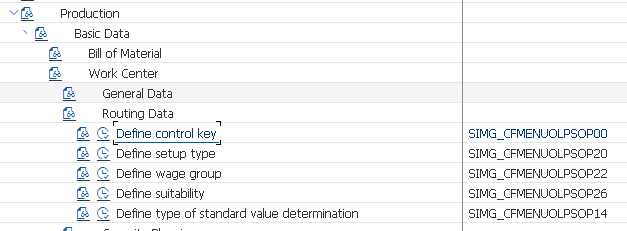 Production
Basic Data
Bill of Material
Work Center
General Data
Routing Data
Define control key SIMG_CFMENUOLPSOP00
Define setup type SIMG_CFMENUOLPSOP20
Define wage group SIMG_CFMENUOLPSOP22
Define suitability SIMG_CFMENUOLPSOP26
Define type of standard value determination SIMG_CFMENUOLPSOP14